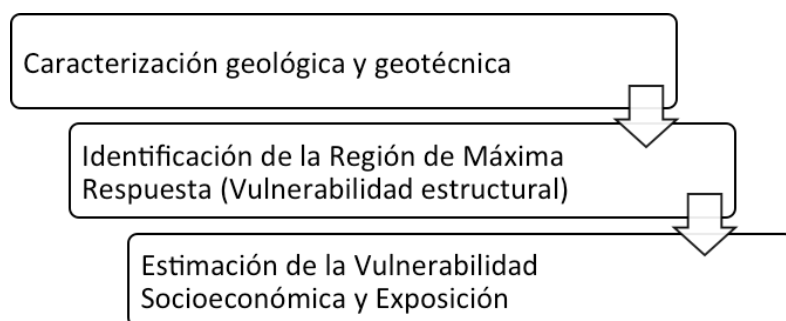 Caracterización geológica y geotécnica
Identificación de la Región de Máxima
Respuesta (Vulnerabilidad estructural)
Estimación de la Vulnerabilidad
Socioeconómica y Exposición